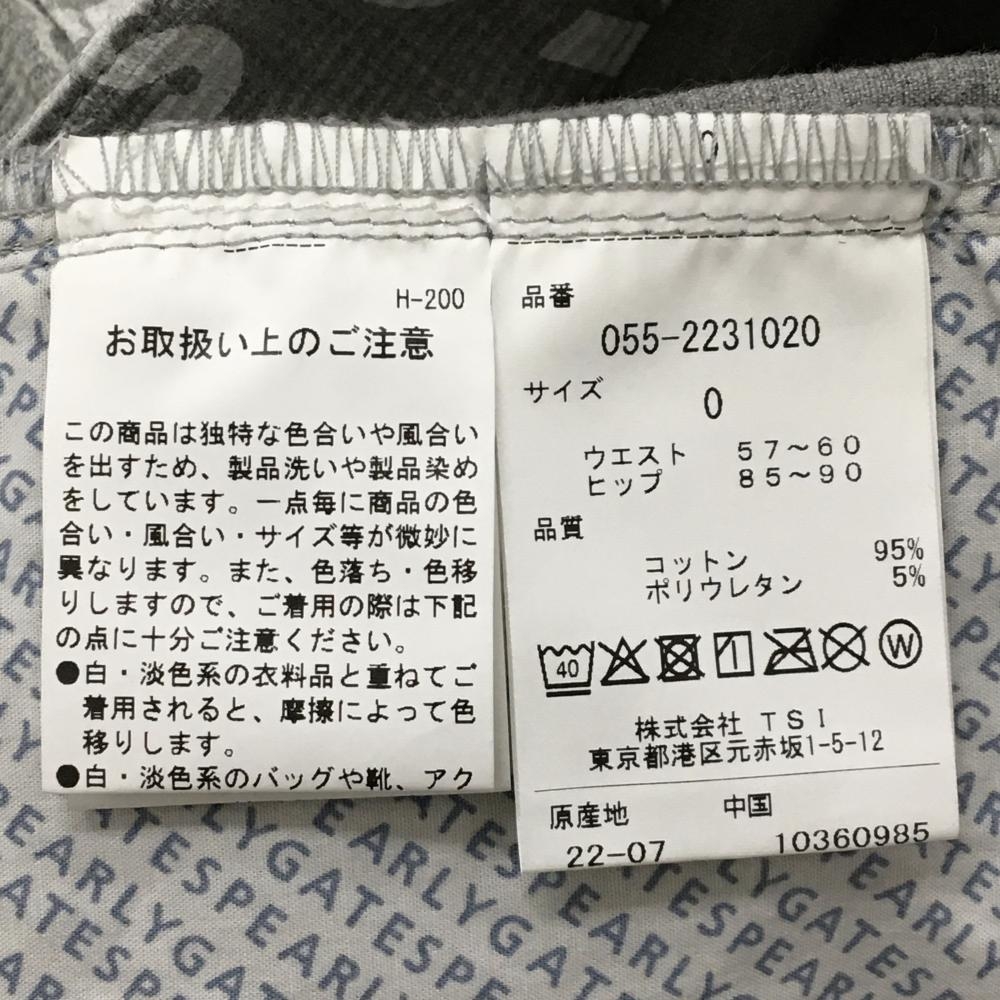 H-200
お取扱い上のご注意
この商品は独特な色合いや風合い
を出すため、製品洗いや製品染め
をしています。一点毎に商品の色
合い・風合い・サイズ等が微妙に
異なります。また、色落ち・色移
りしますので、ご着用の際は下記
の点に十分ご注意ください。
●白・淡色系の衣料品と重ねてご
着用されると、摩擦によって色
移りします。
●白・淡色系のバッグや靴、アク
品番
055-2231020
サイズ
0
ウエスト 57～60
ヒップ 85～90
品質
コットン 95%
ポリウレタン 5%
40 W
株式会社 TSI
東京都港区元赤坂1-5-12
原産地 中国
22-07 10360985
PEARLYGATES